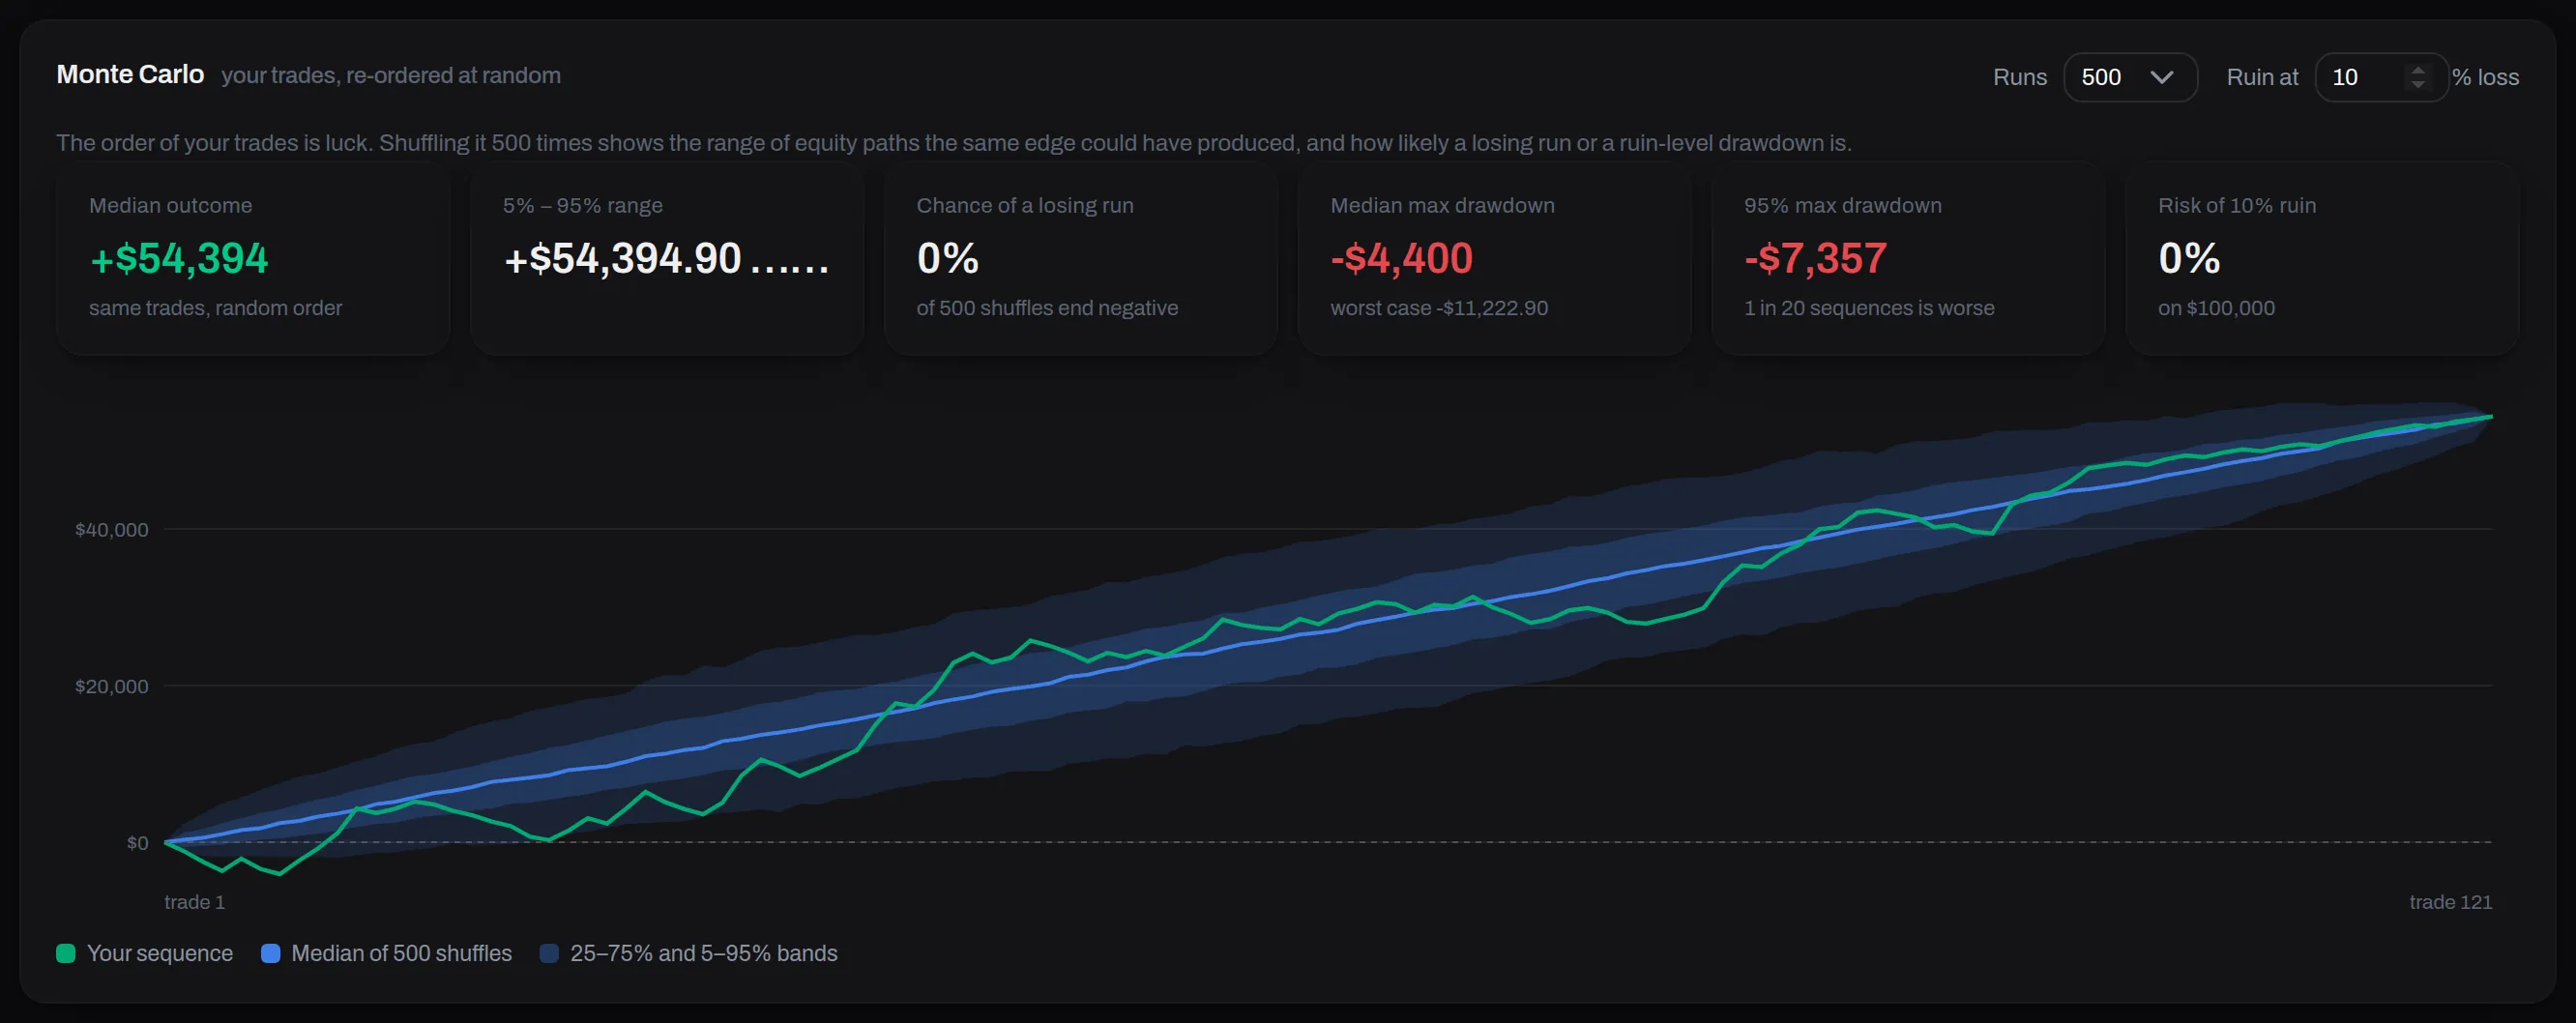 Monte Carlo your trades, re-ordered at random
Runs 500 Ruin at 10 % loss
The order of your trades is luck. Shuffling it 500 times shows the range of equity paths the same edge could have produced, and how likely a losing run or a ruin-level drawdown is.
Median outcome
+$54,394
same trades, random order
5% – 95% range
+$54,394.90 ......
Chance of a losing run
0%
of 500 shuffles end negative
Median max drawdown
-$4,400
worst case -$11,222.90
95% max drawdown
-$7,357
1 in 20 sequences is worse
Risk of 10% ruin
0%
on $100,000
$40,000
$20,000
$0
trade 1
trade 121
Your sequence
Median of 500 shuffles
25–75% and 5–95% bands